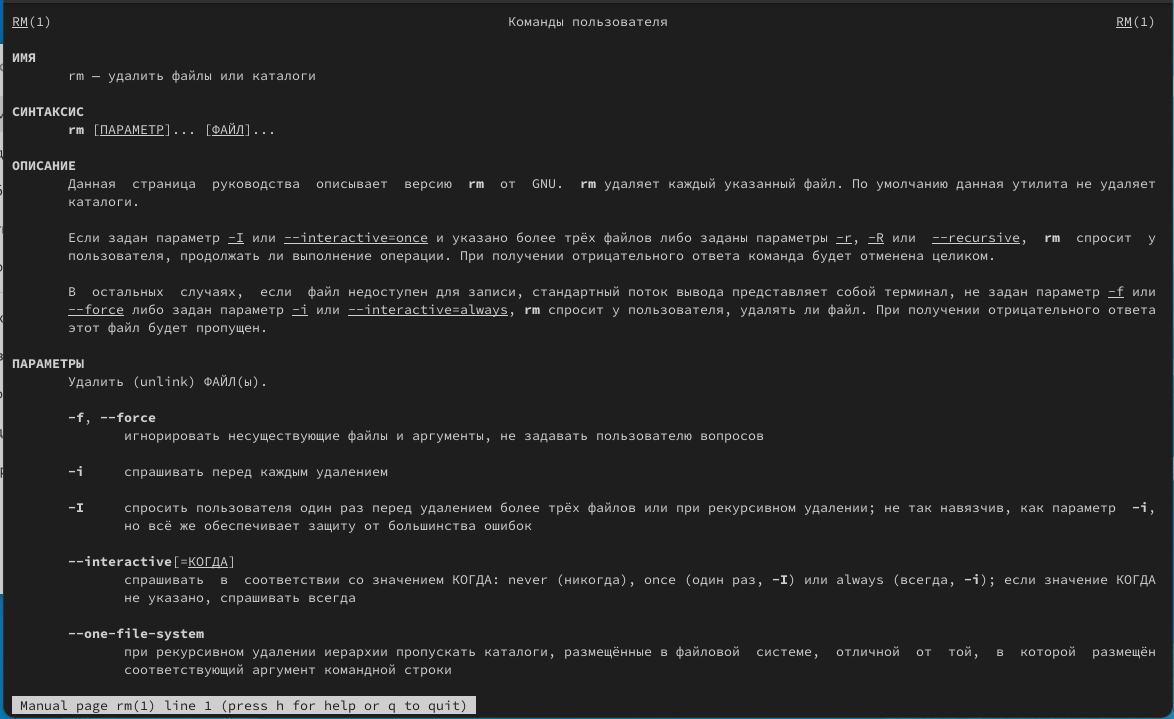 RM(1) Команды пользователя RM(1)
ИМЯ
rm — удалить файлы или каталоги
СИНТАКСИС
rm [ПАРАМЕТР]... [ФАЙЛ]...
ОПИСАНИЕ
Данная страница руководства описывает версию rm от GNU. rm удаляет каждый указанный файл. По умолчанию данная утилита не удаляет
каталоги.
Если задан параметр -I или --interactive=once и указано более трёх файлов либо заданы параметры -r, -R или --recursive, rm спросит у
пользователя, продолжать ли выполнение операции. При получении отрицательного ответа команда будет отменена целиком.
В остальных случаях, если файл недоступен для записи, стандартный поток вывода представляет собой терминал, не задан параметр -f или
--force либо задан параметр -i или --interactive=always, rm спросит у пользователя, удалять ли файл. При получении отрицательного ответа
этот файл будет пропущен.
ПАРАМЕТРЫ
Удалить (unlink) ФАЙЛ(ы).
-f, --force
игнорировать несуществующие файлы и аргументы, не задавать пользователю вопросов
-i спрашивать перед каждым удалением
-I спросить пользователя один раз перед удалением более трёх файлов или при рекурсивном удалении; не так навязчив, как параметр -i,
но всё же обеспечивает защиту от большинства ошибок
--interactive[=КОГДА]
спрашивать в соответствии со значением КОГДА: never (никогда), once (один раз, -I) или always (всегда, -i); если значение КОГДА
не указано, спрашивать всегда
--one-file-system
при рекурсивном удалении иерархии пропускать каталоги, размещённые в файловой системе, отличной от той, в которой размещён
соответствующий аргумент командной строки
Manual page rm(1) line 1 (press h for help or q to quit)